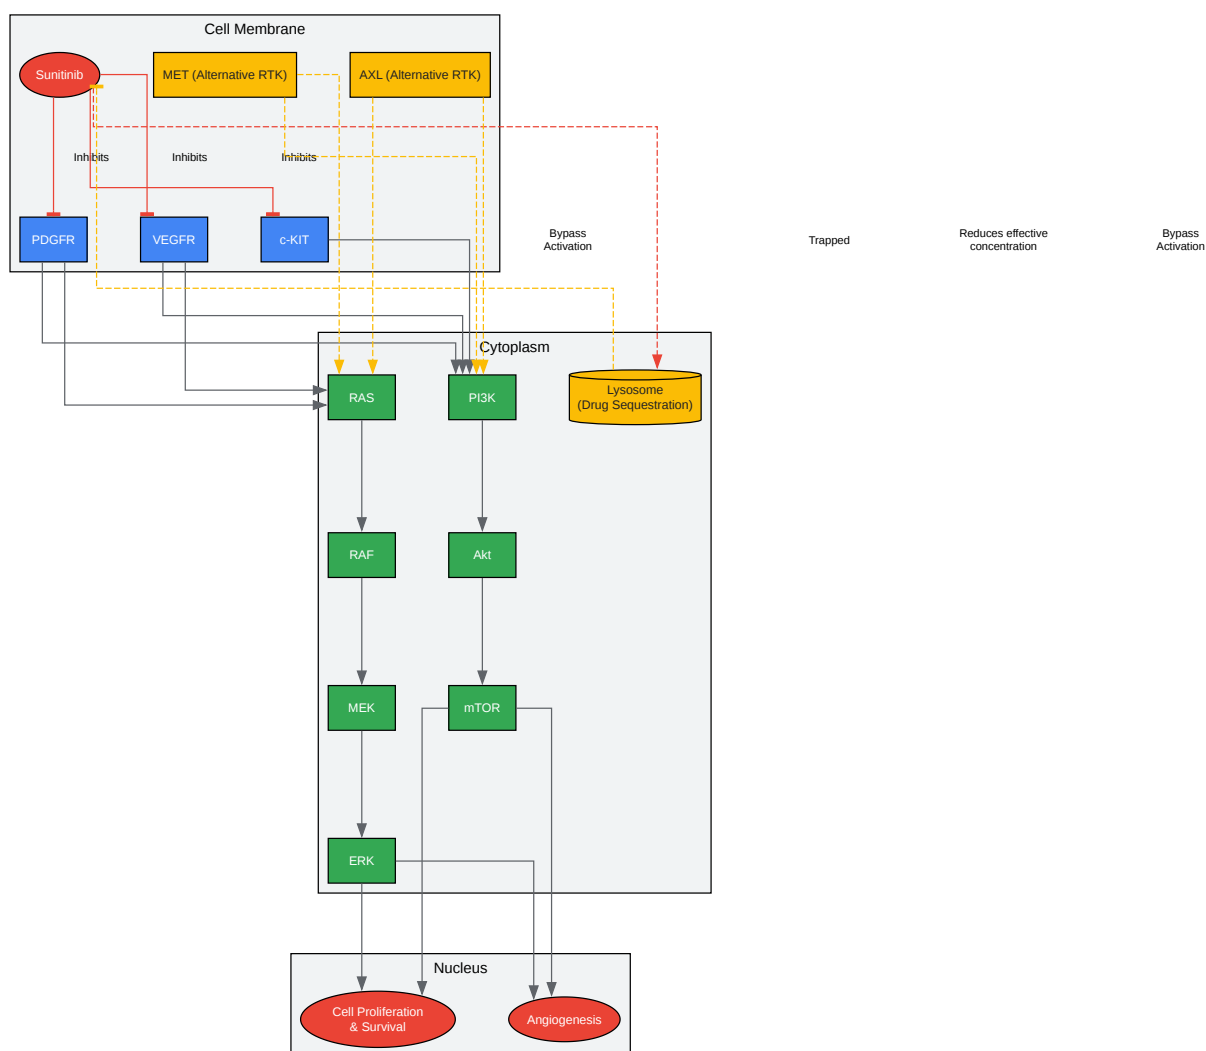 Cell Membrane
Sunitinib
MET (Alternative RTK)
AXL (Alternative RTK)
Inhibits
Inhibits
Inhibits
PDGFR
VEGFR
c-KIT
Bypass
Activation
Trapped
Reduces effective
concentration
Bypass
Activation
Cytoplasm
RAS
PI3K
Lysosome
(Drug Sequestration)
RAF
Akt
MEK
mTOR
ERK
Nucleus
Cell Proliferation
& Survival
Angiogenesis